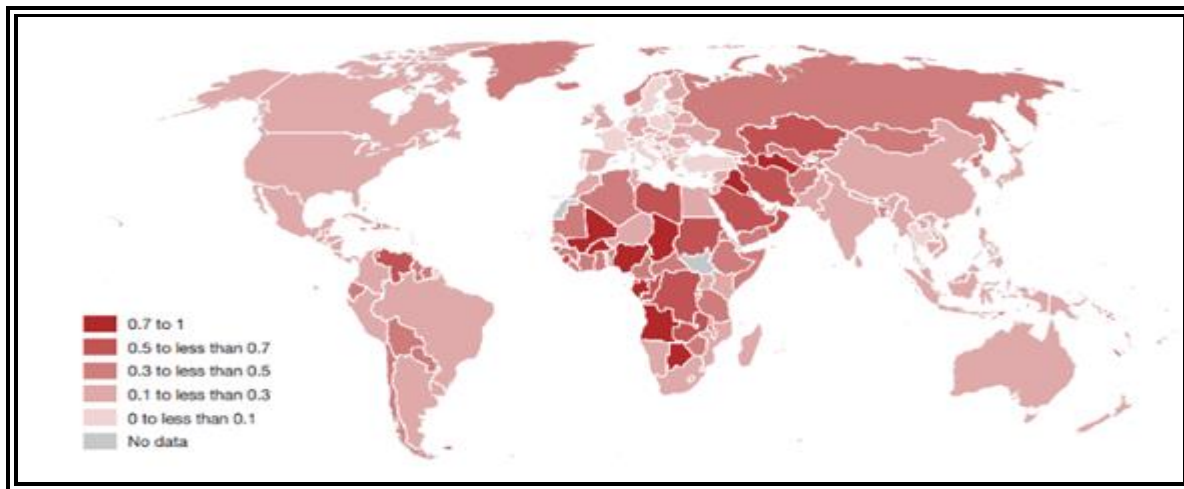 0.7 to 1
0.5 to less than 0.7
0.3 to less than 0.5
0.1 to less than 0.3
0 to less than 0.1
No data